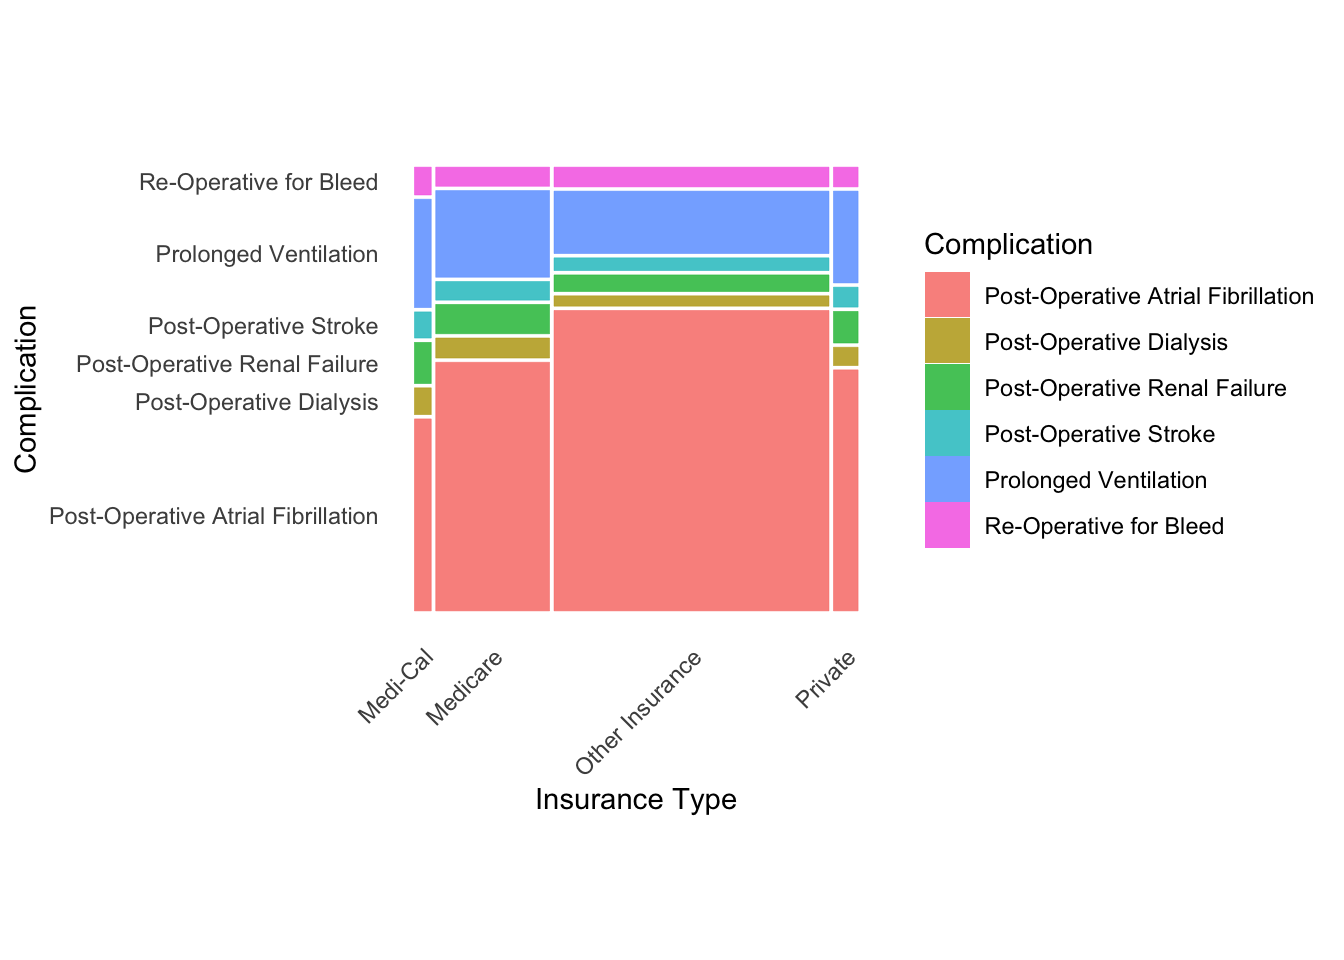 Complication
Re-Operative for Bleed
Prolonged Ventilation
Post-Operative Stroke
Post-Operative Renal Failure
Post-Operative Dialysis
Post-Operative Atrial Fibrillation
Medi-Cal
Medicare
Other Insurance
Private
Insurance Type
Complication
Post-Operative Atrial Fibrillation
Post-Operative Dialysis
Post-Operative Renal Failure
Post-Operative Stroke
Prolonged Ventilation
Re-Operative for Bleed